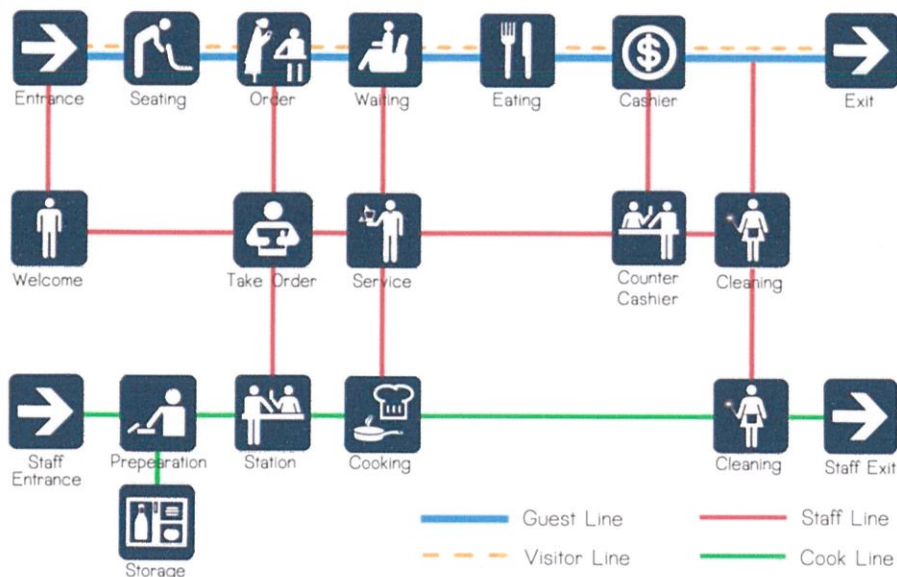 Entrance
Seating
Order
Waiting
Eating
$
Cashier
Exit
Welcome
Take Order
Service
Counter
Cashier
Cleaning
Staff
Entrance
Prepearation
Station
Cooking
Cleaning
Staff Exit
Storage
Guest Line
Staff Line
Visitor Line
Cook Line